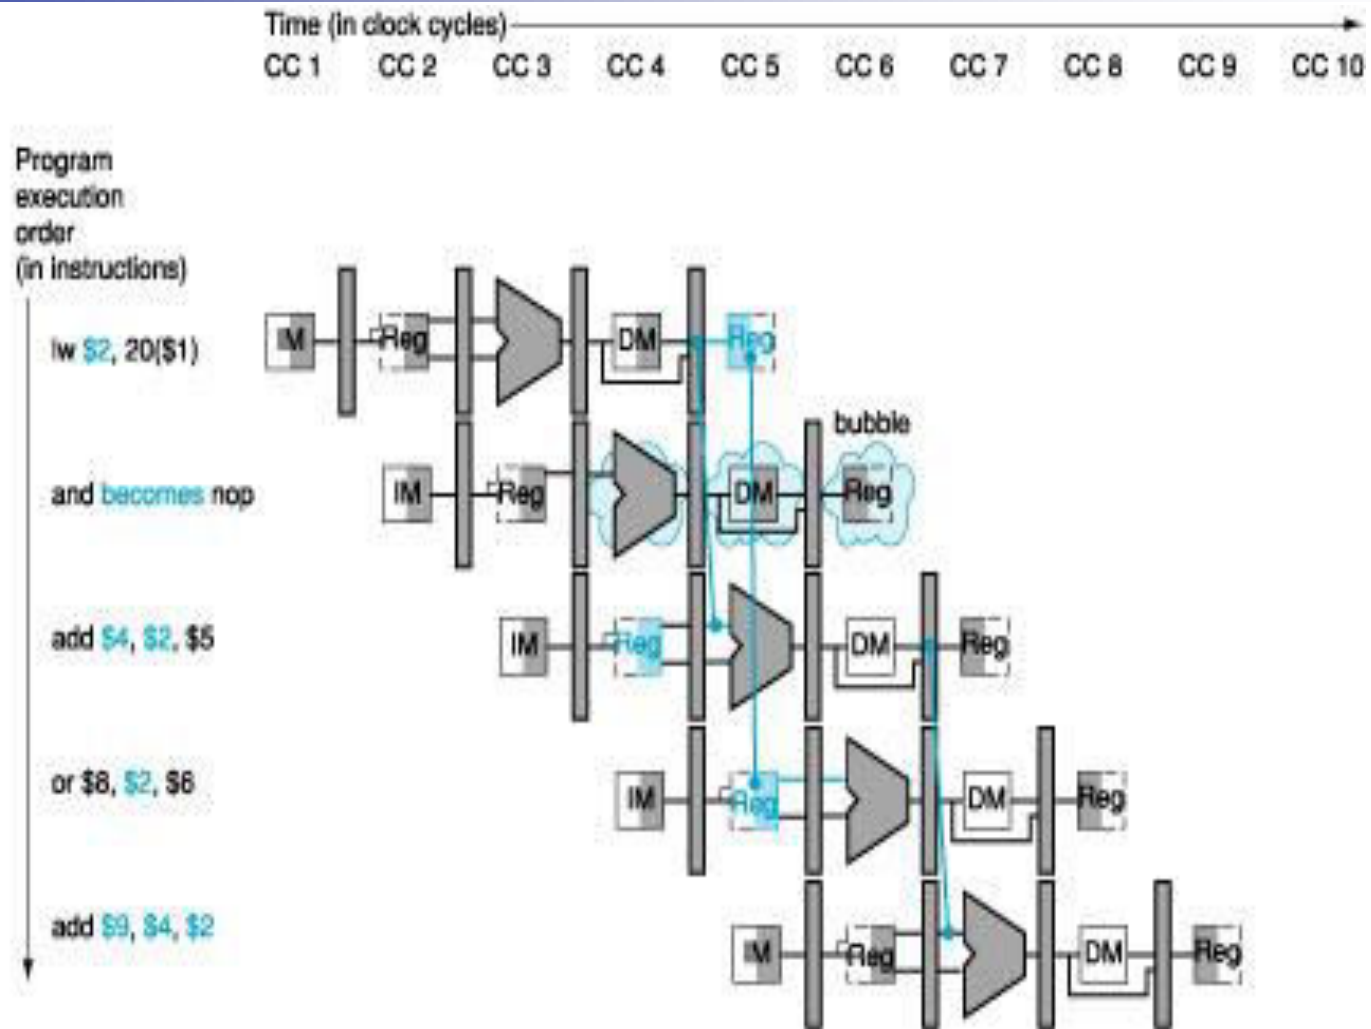 Time (in clock cycles)
CC 1 CC 2 CC 3 CC 4 CC 5 CC 6 CC 7 CC 8 CC 9 CC 10
Program
execution
order
(in instructions)
lw $2, 20($1)
IM Reg DM Reg
bubble
and becomes nop
IM Reg DM Reg
add $4, $2, $5
IM Reg DM Reg
or $8, $2, $6
IM Reg DM Reg
add $9, $4, $2
IM Reg DM Reg